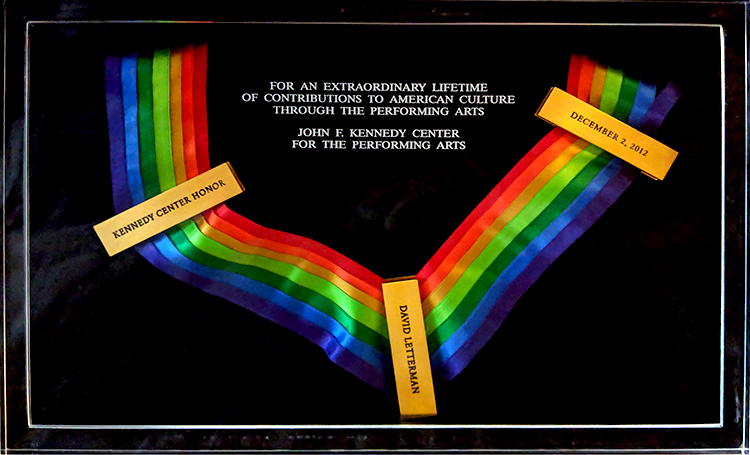 FOR AN EXTRAORDINARY LIFETIME
OF CONTRIBUTIONS TO AMERICAN CULTURE
THROUGH THE PERFORMING ARTS
JOHN F. KENNEDY CENTER
FOR THE PERFORMING ARTS
DECEMBER 2, 2012
KENNEDY CENTER HONOR
DAVID LETTERMAN